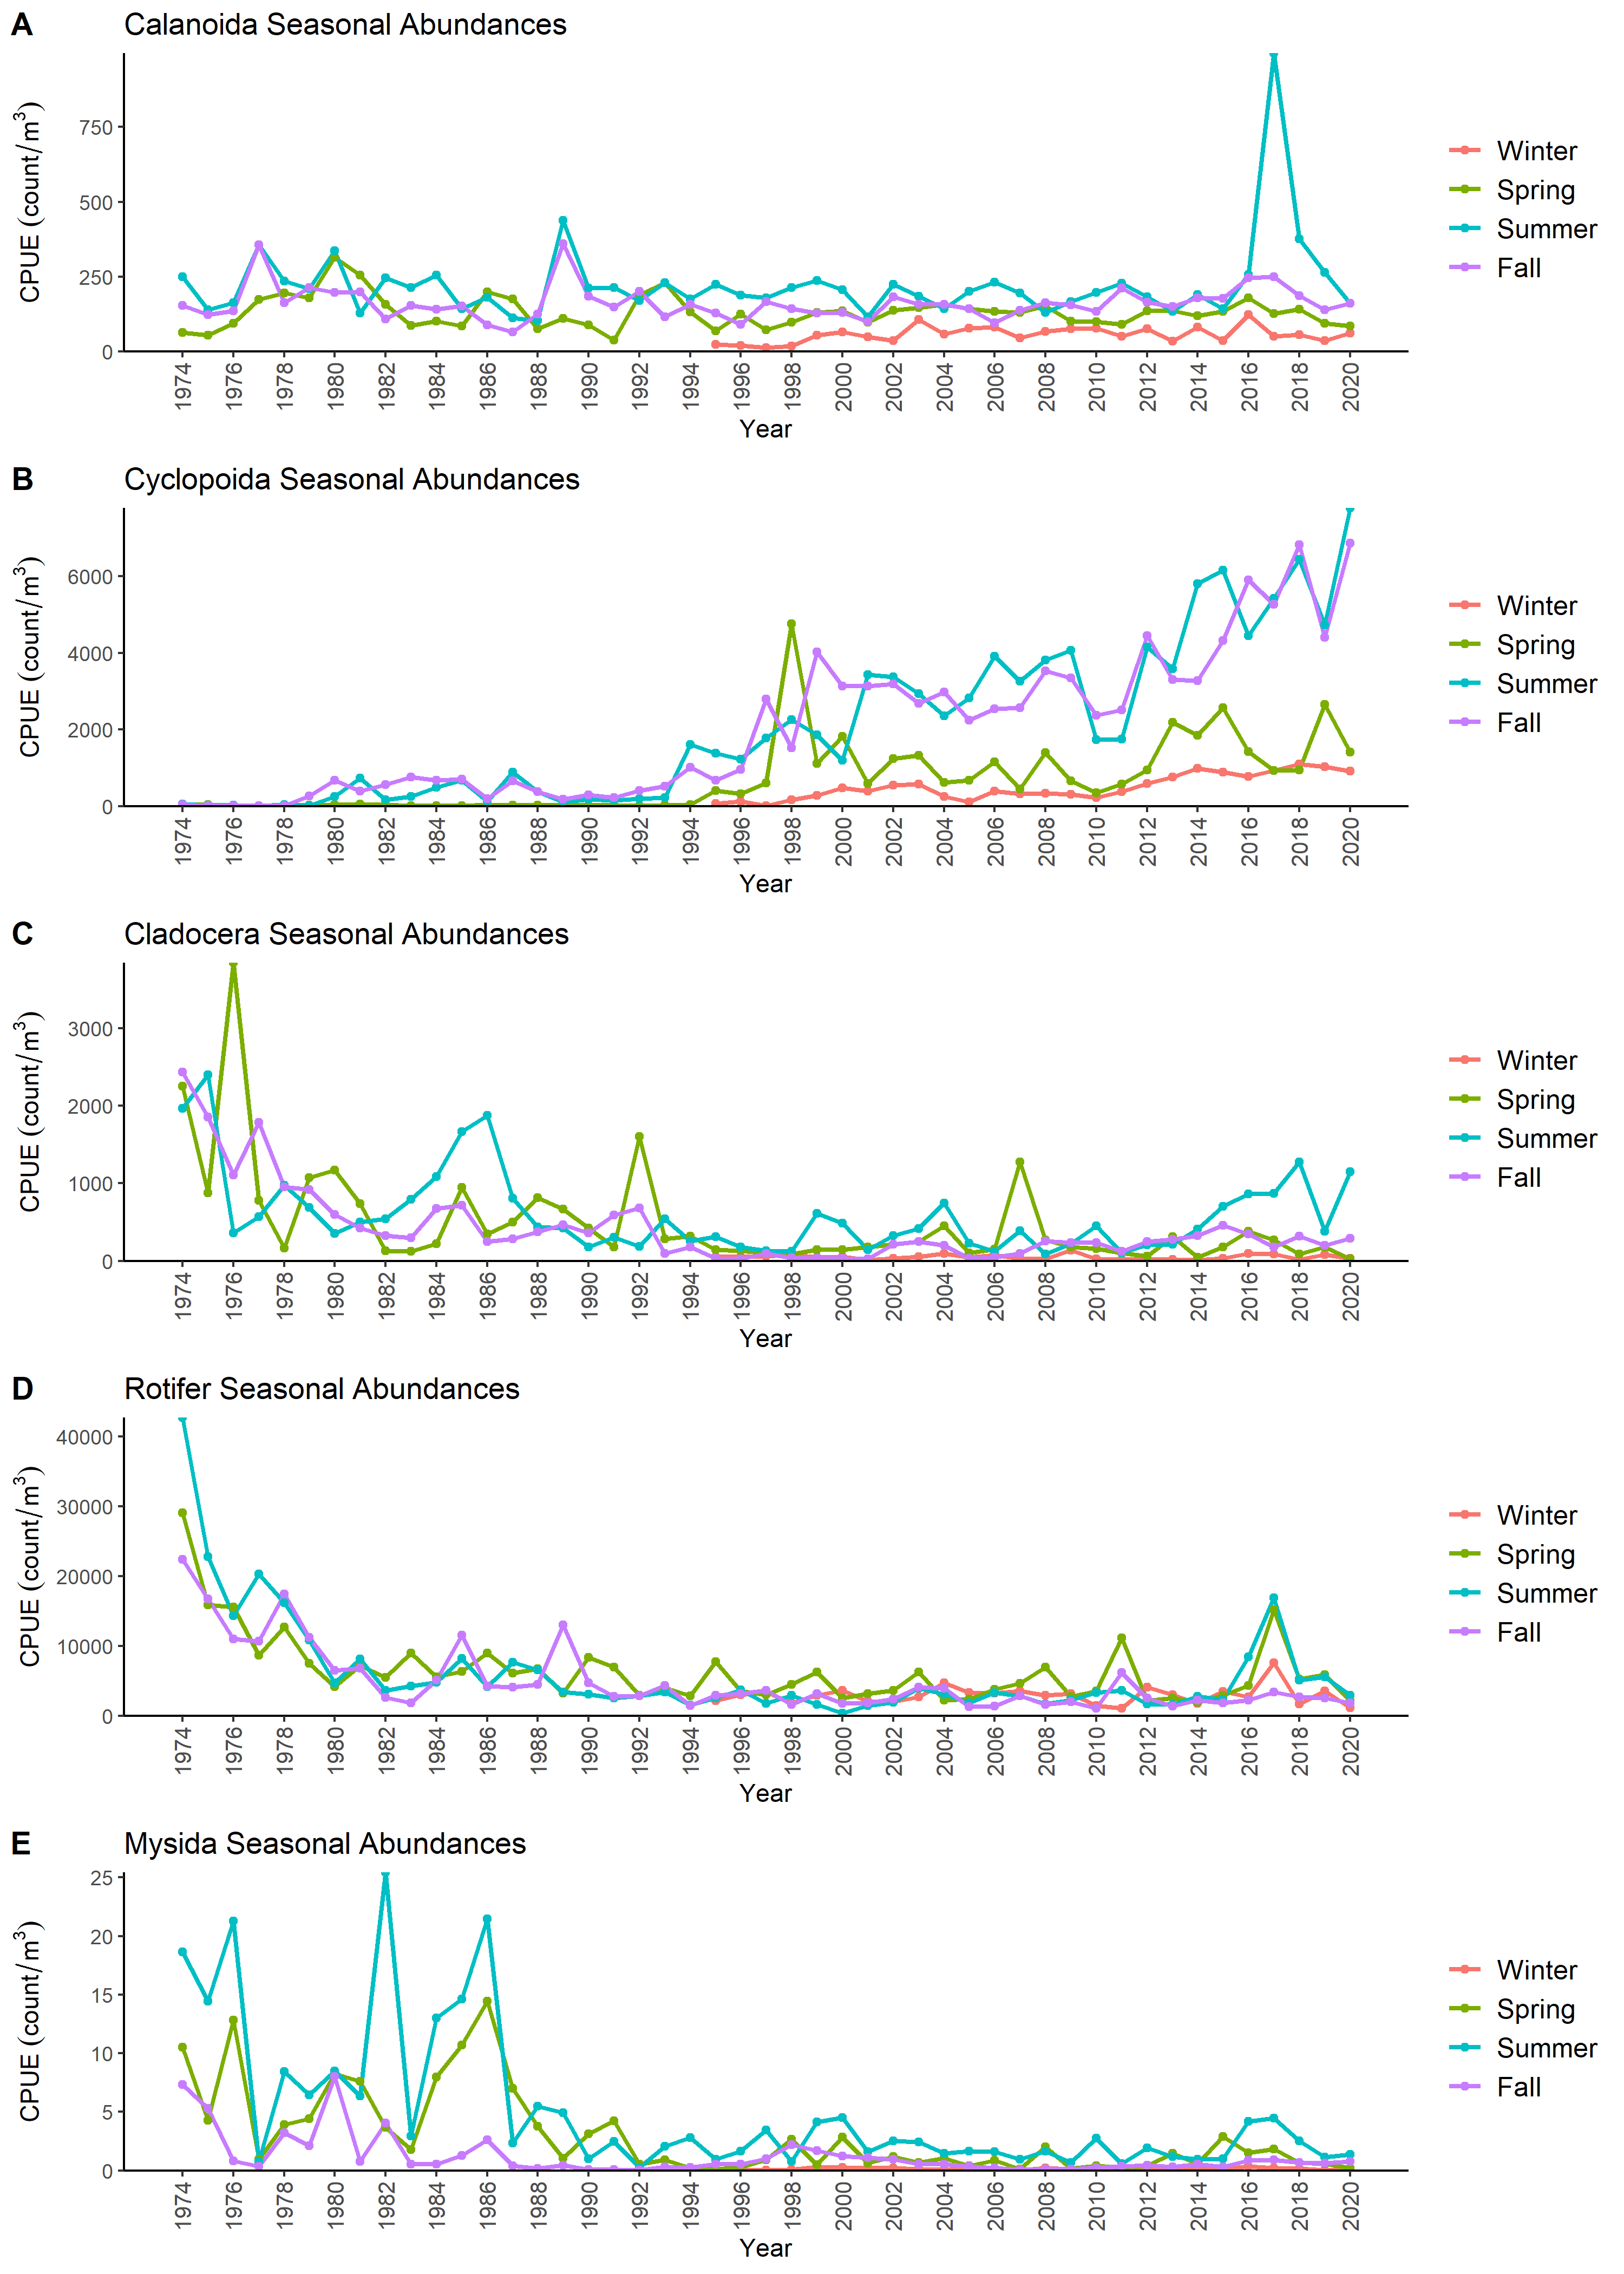 A Calanoida Seasonal Abundances
CPUE (count/m³)
750
500
250
0
1974 1976 1978 1980 1982 1984 1986 1988 1990 1992 1994 1996 1998 2000 2002 2004 2006 2008 2010 2012 2014 2016 2018 2020
Year
Winter
Spring
Summer
Fall
B Cyclopoida Seasonal Abundances
CPUE (count/m³)
6000
4000
2000
0
1974 1976 1978 1980 1982 1984 1986 1988 1990 1992 1994 1996 1998 2000 2002 2004 2006 2008 2010 2012 2014 2016 2018 2020
Year
Winter
Spring
Summer
Fall
C Cladocera Seasonal Abundances
CPUE (count/m³)
3000
2000
1000
0
1974 1976 1978 1980 1982 1984 1986 1988 1990 1992 1994 1996 1998 2000 2002 2004 2006 2008 2010 2012 2014 2016 2018 2020
Year
Winter
Spring
Summer
Fall
D Rotifer Seasonal Abundances
CPUE (count/m³)
40000
30000
20000
10000
0
1974 1976 1978 1980 1982 1984 1986 1988 1990 1992 1994 1996 1998 2000 2002 2004 2006 2008 2010 2012 2014 2016 2018 2020
Year
Winter
Spring
Summer
Fall
E Mysida Seasonal Abundances
CPUE (count/m³)
25
20
15
10
5
0
1974 1976 1978 1980 1982 1984 1986 1988 1990 1992 1994 1996 1998 2000 2002 2004 2006 2008 2010 2012 2014 2016 2018 2020
Year
Winter
Spring
Summer
Fall